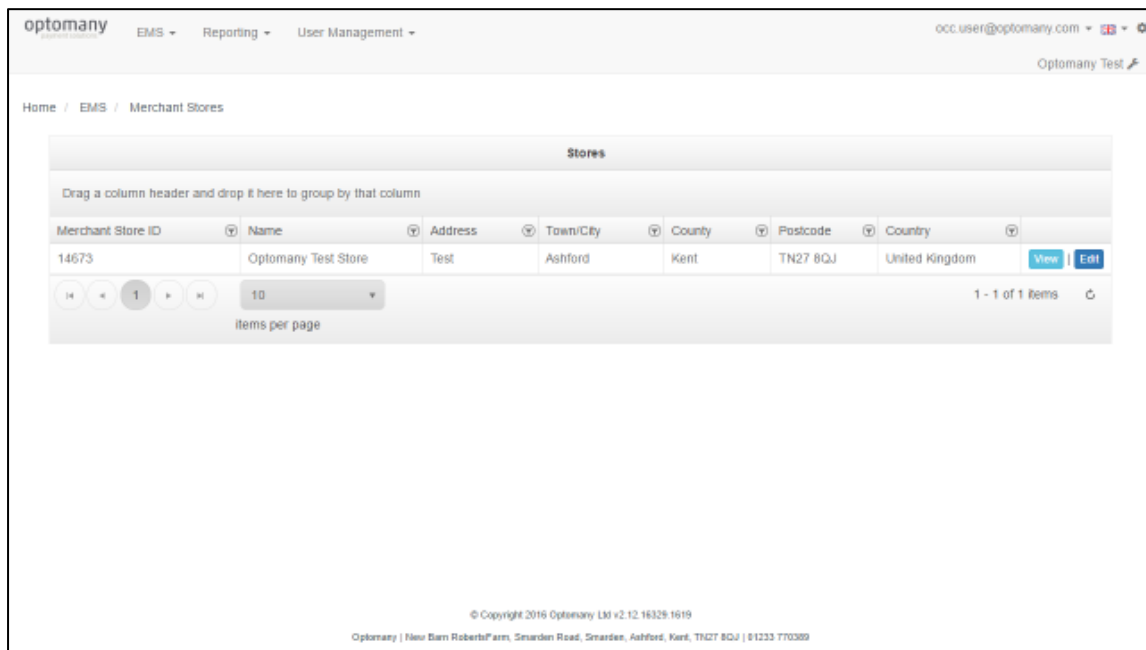 optomany
EMS Reporting User Management
occ.user@optomany.com
Optomany Test
Home / EMS / Merchant Stores
Stores
Drag a column header and drop it here to group by that column
Merchant Store ID Name Address Town/City County Postcode Country
14673 Optomany Test Store Test Ashford Kent TN27 8QJ United Kingdom View | Edit
1 10 1 - 1 of 1 items
items per page
© Copyright 2016 Optomany Ltd v2.12.16329.1619
Optomany | New Barn RobertsFarm, Smarden Road, Smarden, Ashford, Kent, TN27 8QJ | 01233 770389